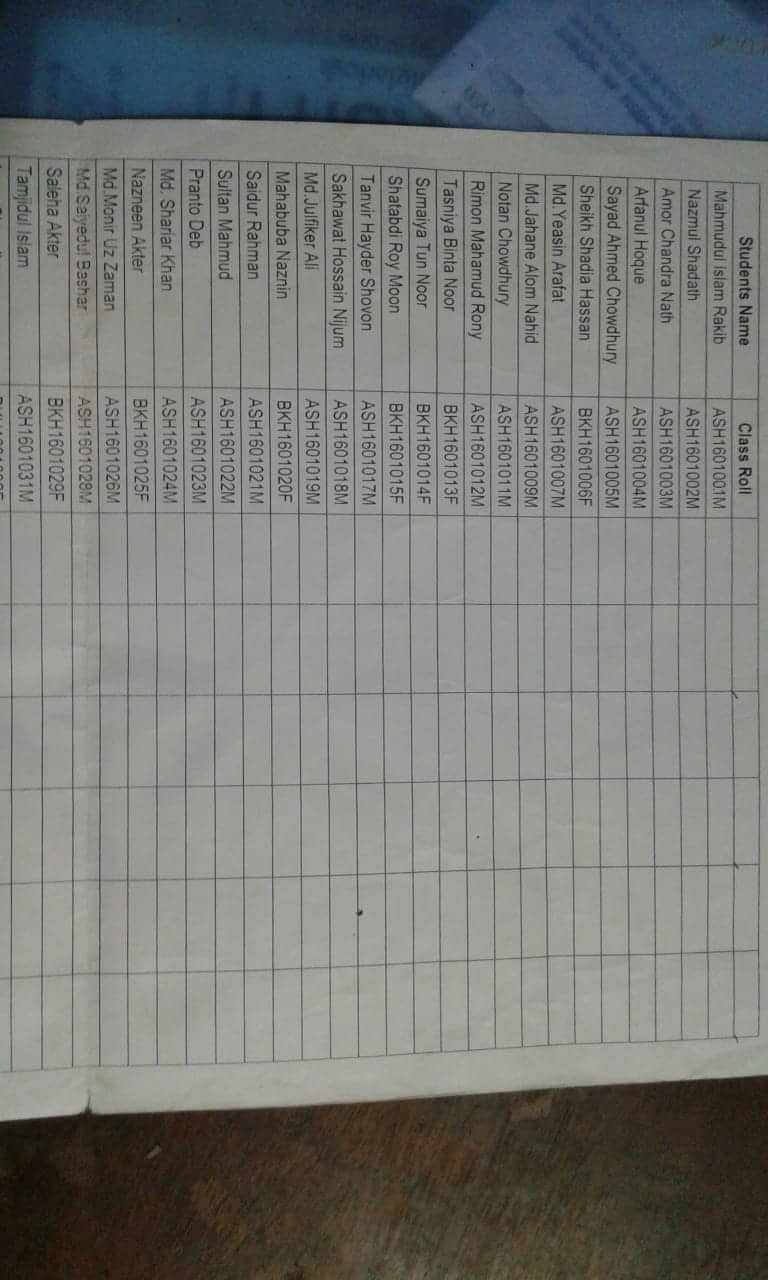 Students Name Class Roll
Mahmudul Islam Rakib ASH1601001M
Nazmul Shadath ASH1601002M
Amor Chandra Nath ASH1601003M
Arfanul Hoque ASH1601004M
Sayad Ahmed Chowdhury ASH1601005M
Sheikh Shadia Hassan BKH1601006F
Md.Yeasin Arafat ASH1601007M
Md.Jahane Alom Nahid ASH1601009M
Notan Chowdhury ASH1601011M
Rimon Mahamud Rony ASH1601012M
Tasniya Binta Noor BKH1601013F
Sumaiya Tun Noor BKH1601014F
Shatabdi Roy Moon BKH1601015F
Tanvir Hayder Shovon ASH1601017M
Sakhawat Hossain Nijum ASH1601018M
Md.Julfiker Ali ASH1601019M
Mahabuba Naznin BKH1601020F
Saidur Rahman ASH1601021M
Sultan Mahmud ASH1601022M
Pranto Deb ASH1601023M
Md. Shariar Khan ASH1601024M
Nazneen Akter BKH1601025F
Md.Monir Uz Zaman ASH1601026M
Md.Saiyedul Bashar ASH1601028M
Saleha Akter BKH1601029F
Tamjidul Islam ASH1601031M